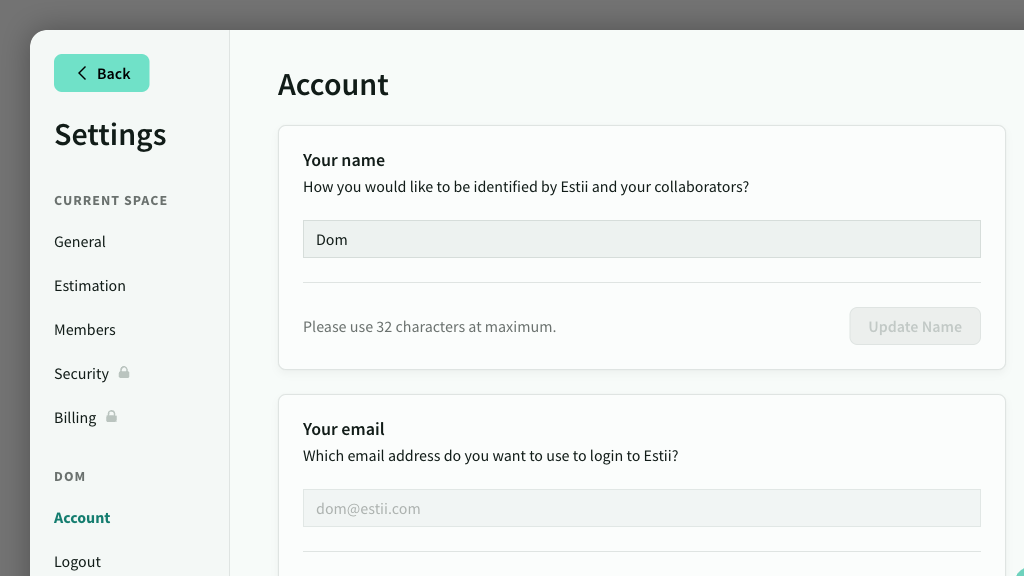 Back
Settings
CURRENT SPACE
General
Estimation
Members
Security
Billing
DOM
Account
Logout
Account
Your name
How you would like to be identified by Estii and your collaborators?
Dom
Please use 32 characters at maximum.
Update Name
Your email
Which email address do you want to use to login to Estii?
dom@estii.com